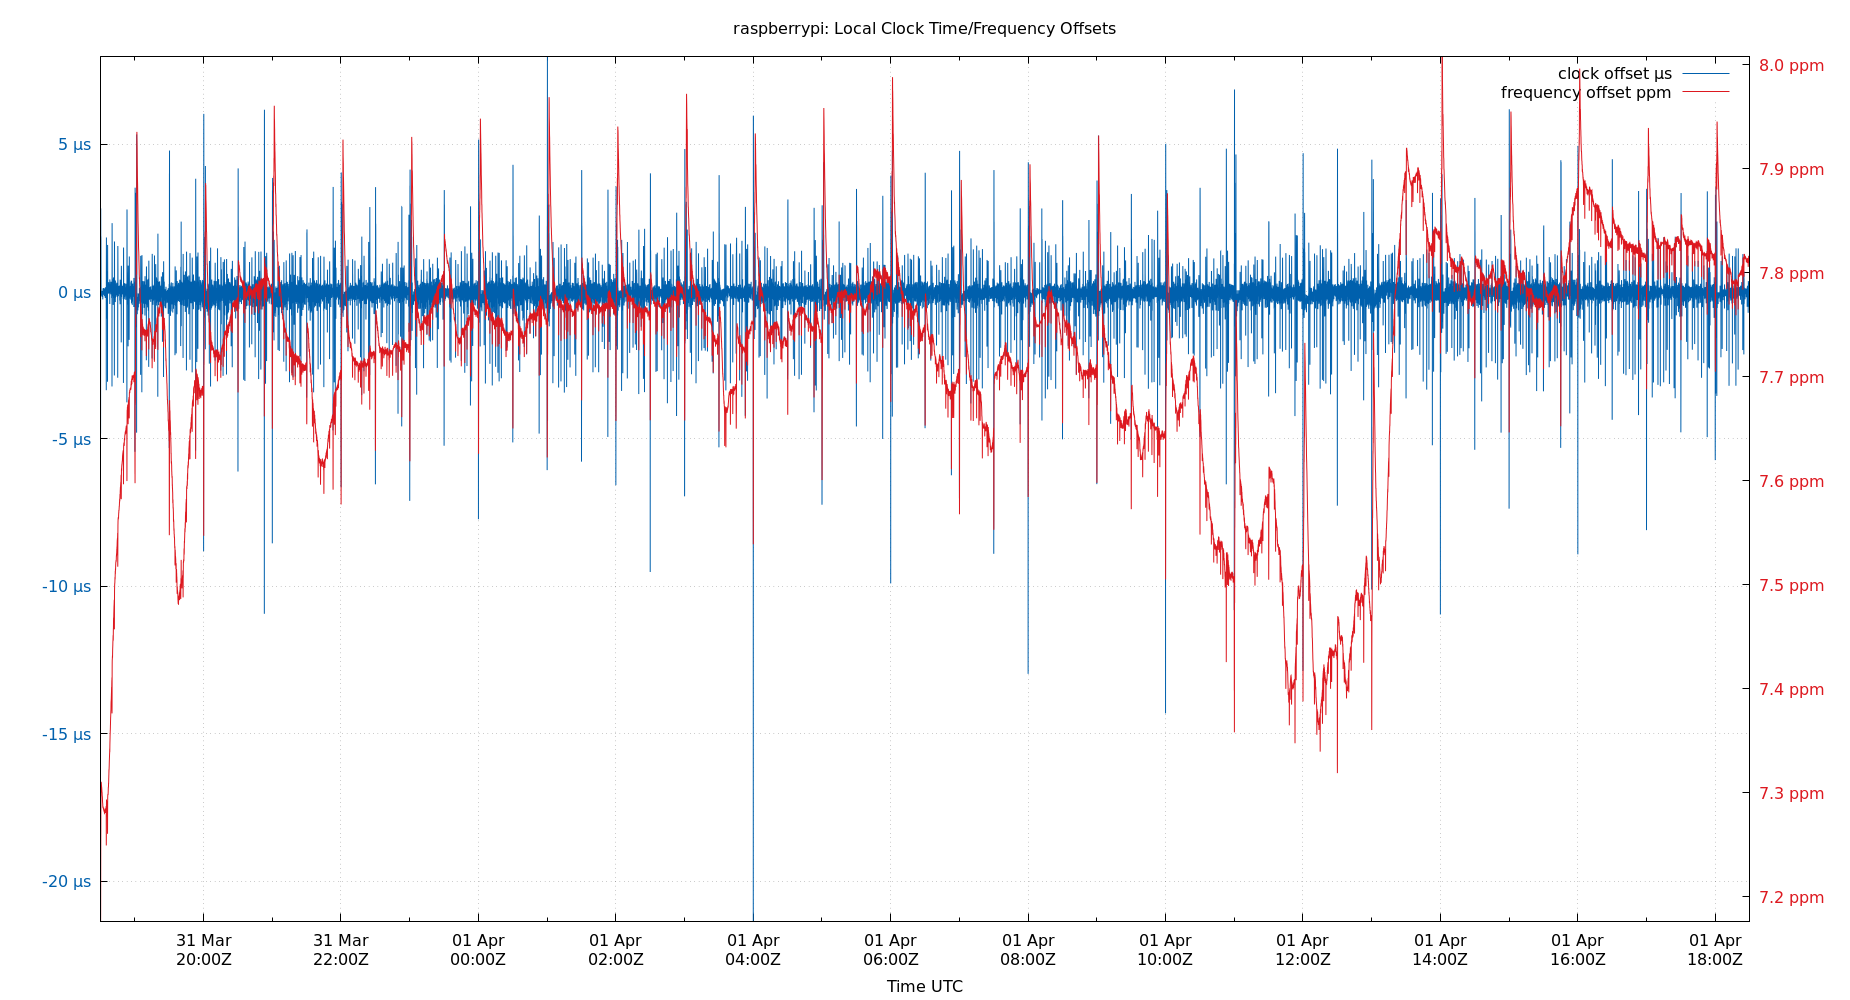 raspberrypi: Local Clock Time/Frequency Offsets
clock offset µs
frequency offset ppm
5 µs
0 µs
-5 µs
-10 µs
-15 µs
-20 µs
8.0 ppm
7.9 ppm
7.8 ppm
7.7 ppm
7.6 ppm
7.5 ppm
7.4 ppm
7.3 ppm
7.2 ppm
31 Mar 31 Mar 01 Apr 01 Apr 01 Apr 01 Apr 01 Apr 01 Apr 01 Apr 01 Apr 01 Apr 01 Apr
20:00Z 22:00Z 00:00Z 02:00Z 04:00Z 06:00Z 08:00Z 10:00Z 12:00Z 14:00Z 16:00Z 18:00Z
Time UTC